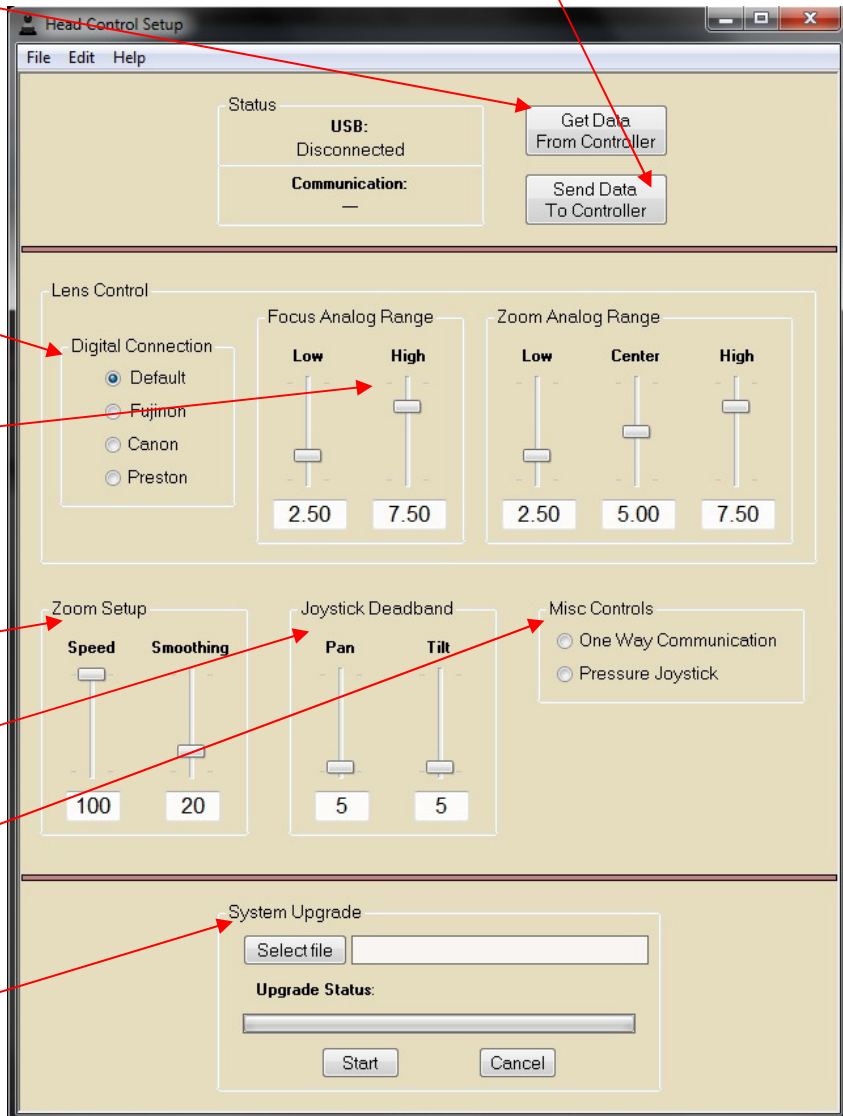 Head Control Setup
File Edit Help
Status
USB:
Disconnected
Communication:
—
Get Data
From Controller
Send Data
To Controller
Lens Control
Digital Connection
Default
Fujinon
Canon
Preston
Focus Analog Range
Low High
2.50 7.50
Zoom Analog Range
Low Center High
2.50 5.00 7.50
Zoom Setup
Speed Smoothing
100 20
Joystick Deadband
Pan Tilt
5 5
Misc Controls
One Way Communication
Pressure Joystick
System Upgrade
Select file
Upgrade Status:
Start Cancel